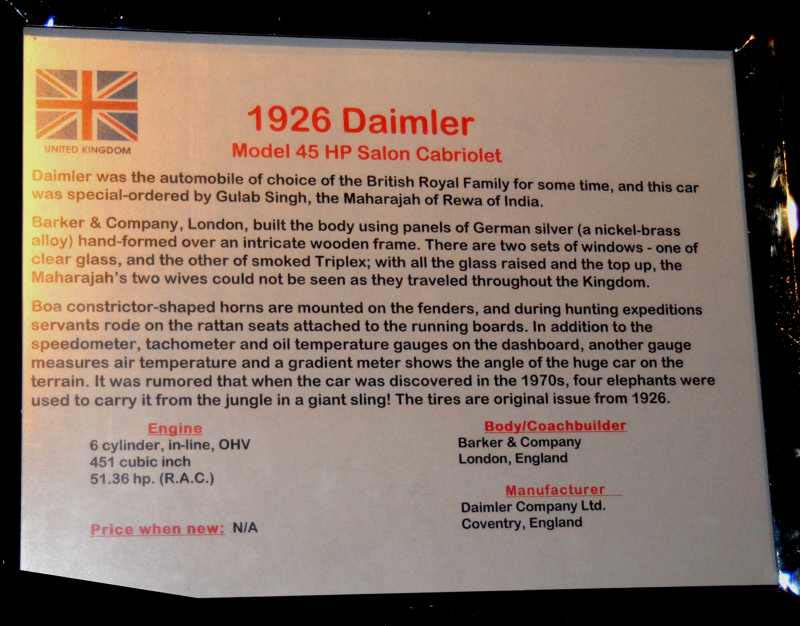 UNITED KINGDOM
1926 Daimler
Model 45 HP Salon Cabriolet
Daimler was the automobile of choice of the British Royal Family for some time, and this car
was special-ordered by Gulab Singh, the Maharajah of Rewa of India.
Barker & Company, London, built the body using panels of German silver (a nickel-brass
alloy) hand-formed over an intricate wooden frame. There are two sets of windows - one of
clear glass, and the other of smoked Triplex; with all the glass raised and the top up, the
Maharajah's two wives could not be seen as they traveled throughout the Kingdom.
Boa constrictor-shaped horns are mounted on the fenders, and during hunting expeditions
servants rode on the rattan seats attached to the running boards. In addition to the
speedometer, tachometer and oil temperature gauges on the dashboard, another gauge
measures air temperature and a gradient meter shows the angle of the huge car on the
terrain. It was rumored that when the car was discovered in the 1970s, four elephants were
used to carry it from the jungle in a giant sling! The tires are original issue from 1926.
Engine
6 cylinder, in-line, OHV
451 cubic inch
51.36 hp. (R.A.C.)
Price when new: N/A
Body/Coachbuilder
Barker & Company
London, England
Manufacturer
Daimler Company Ltd.
Coventry, England